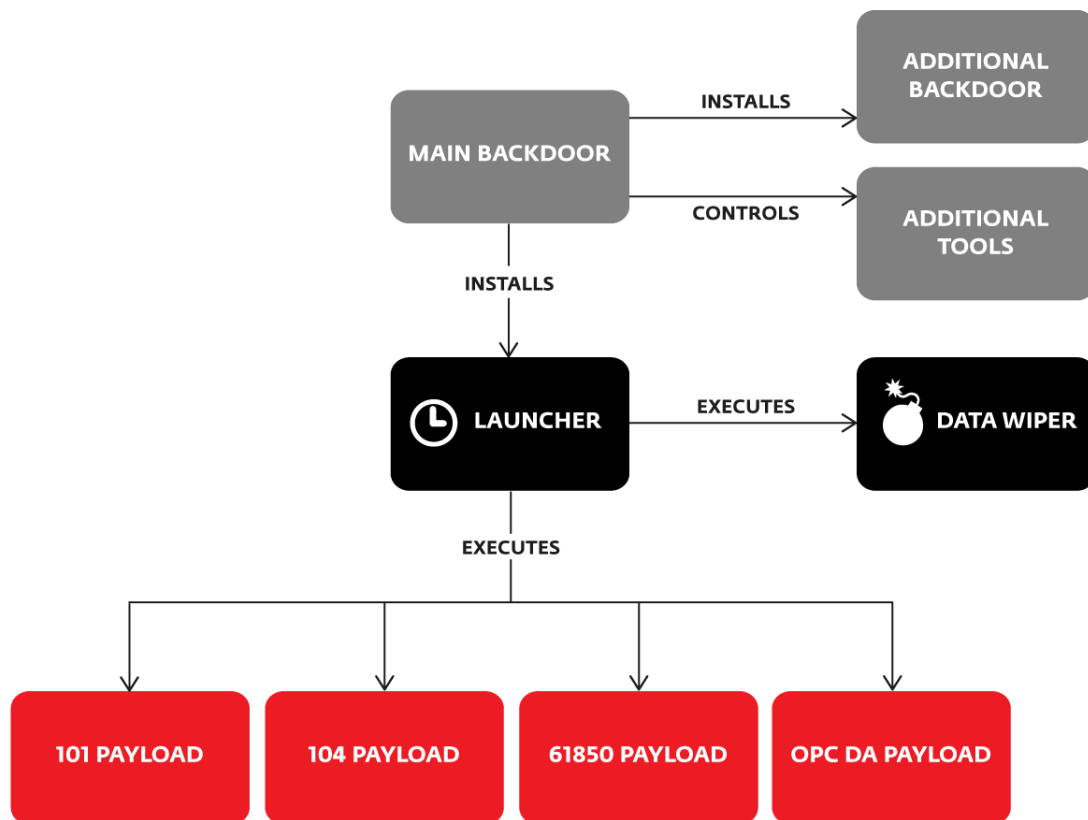 ADDITIONAL
BACKDOOR
INSTALLS
MAIN BACKDOOR
CONTROLS
ADDITIONAL
TOOLS
INSTALLS
LAUNCHER
EXECUTES
DATA WIPER
EXECUTES
101 PAYLOAD
104 PAYLOAD
61850 PAYLOAD
OPC DA PAYLOAD